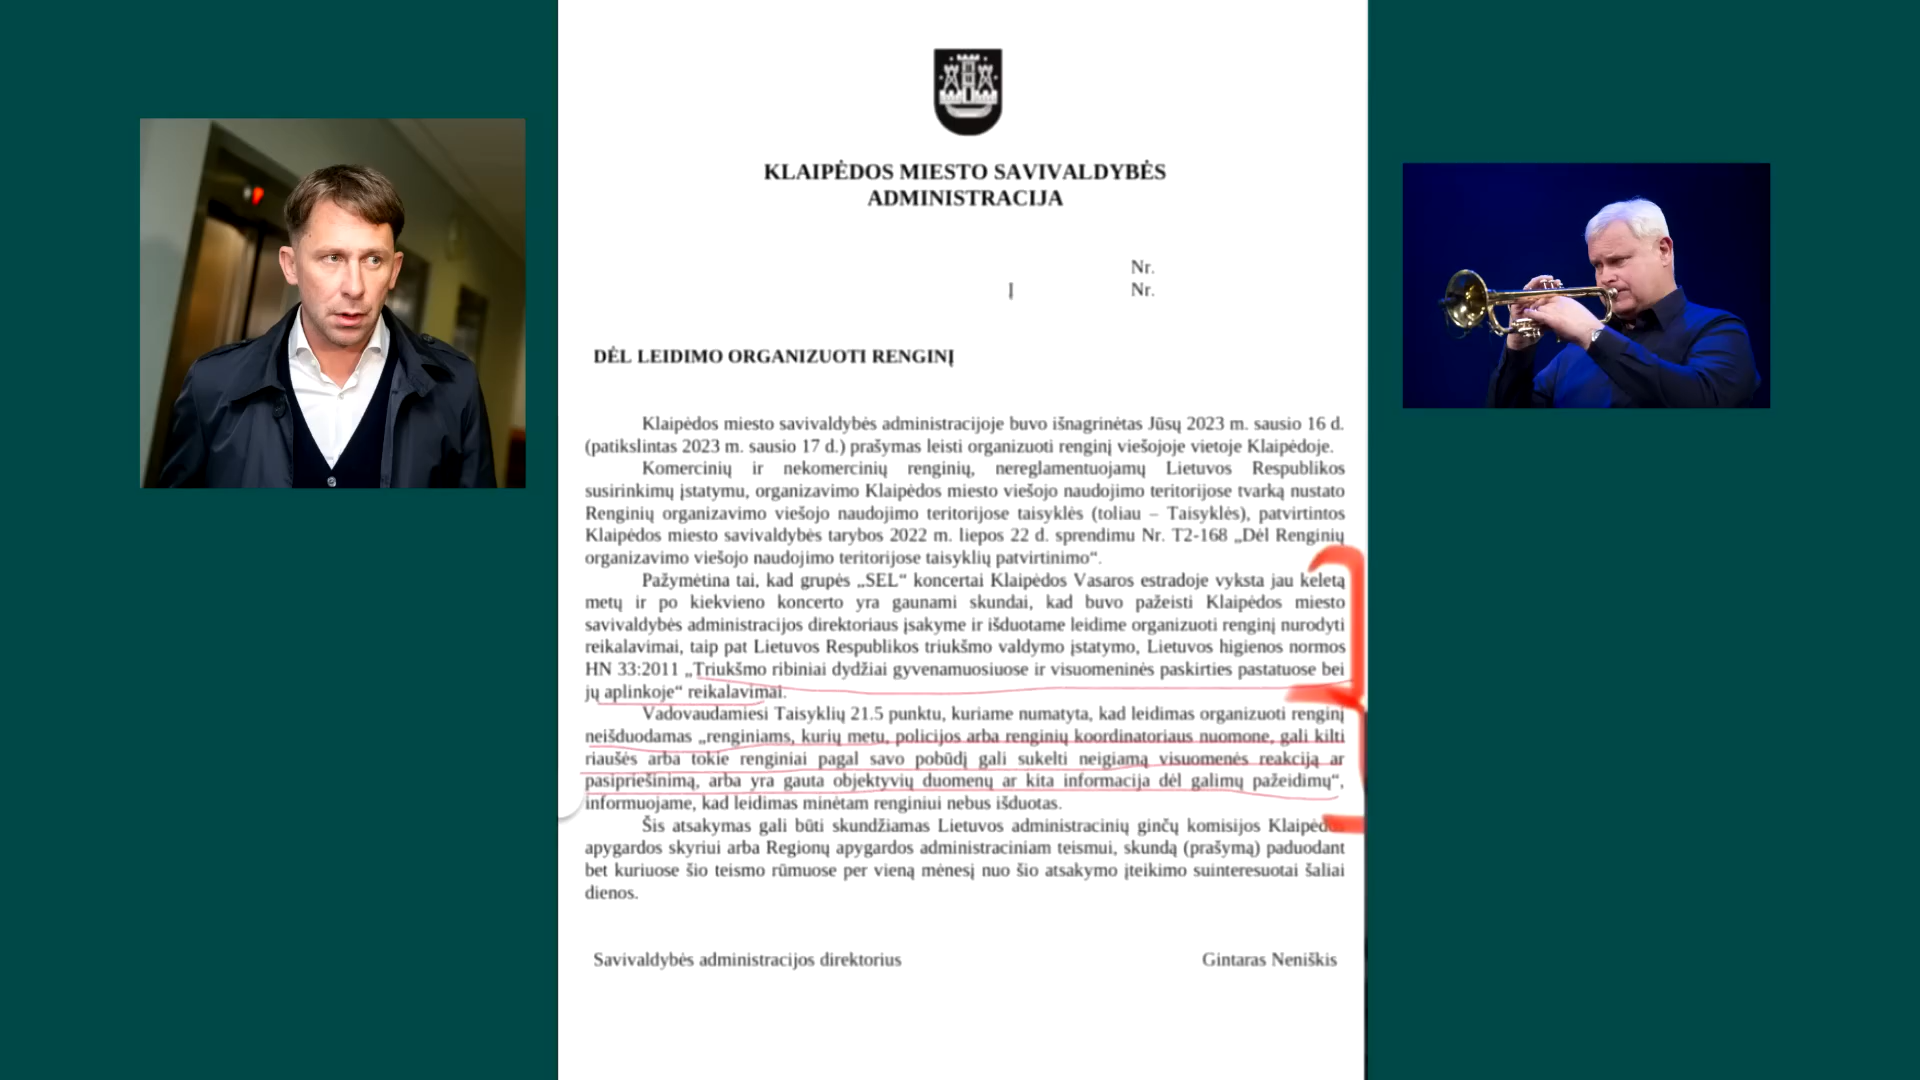 KLAIPĖDOS MIESTO SAVIVALDYBĖS
ADMINISTRACIJA
Nr.
Į Nr.
DĖL LEIDIMO ORGANIZUOTI RENGINĮ
Klaipėdos miesto savivaldybės administracijoje buvo išnagrinėtas Jūsų 2023 m. sausio 16 d.
(patikslintas 2023 m. sausio 17 d.) prašymas leisti organizuoti renginį viešojoje vietoje Klaipėdoje.
Komercinių ir nekomercinių renginių, nereglamentuojamų Lietuvos Respublikos
susirinkimų įstatymu, organizavimo Klaipėdos miesto viešojo naudojimo teritorijose tvarką nustato
Renginių organizavimo viešojo naudojimo teritorijose taisyklės (toliau – Taisyklės), patvirtintos
Klaipėdos miesto savivaldybės tarybos 2022 m. liepos 22 d. sprendimu Nr. T2-168 „Dėl Renginių
organizavimo viešojo naudojimo teritorijose taisyklių patvirtinimo“.
Pažymėtina tai, kad grupės „SEL“ koncertai Klaipėdos Vasaros estradoje vyksta jau keletą
metų ir po kiekvieno koncerto yra gaunami skundai, kad buvo pažeisti Klaipėdos miesto
savivaldybės administracijos direktoriaus įsakyme ir išduotame leidime organizuoti renginį nurodyti
reikalavimai, taip pat Lietuvos Respublikos triukšmo valdymo įstatymo, Lietuvos higienos normos
HN 33:2011 „Triukšmo ribiniai dydžiai gyvenamuosiuose ir visuomeninės paskirties pastatuose bei
jų aplinkoje“ reikalavimai.
Vadovaudamiesi Taisyklių 21.5 punktu, kuriame numatyta, kad leidimas organizuoti renginį
neišduodamas „renginiams, kurių metu, policijos arba renginių koordinatoriaus nuomone, gali kilti
riaušės arba tokie renginiai pagal savo pobūdį gali sukelti neigiamą visuomenės reakciją ar
pasipriešinimą, arba yra gauta objektyvių duomenų ar kita informacija dėl galimų pažeidimų“,
informuojame, kad leidimas minėtam renginiui nebus išduotas.
Šis atsakymas gali būti skundžiamas Lietuvos administracinių ginčų komisijos Klaipėdos
apygardos skyriui arba Regionų apygardos administraciniam teismui, skundą (prašymą) paduodant
bet kuriuose šio teismo rūmuose per vieną mėnesį nuo šio atsakymo įteikimo suinteresuotai šaliai
dienos.
Savivaldybės administracijos direktorius Gintaras Neniškis